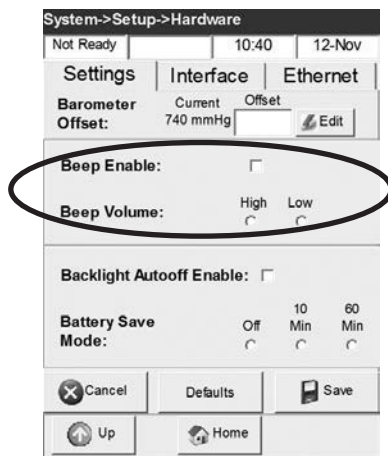 System->Setup->Hardware
Not Ready 10:40 12-Nov
Settings Interface Ethernet
Barometer Offset: Current 740 mmHg Offset Edit
Beep Enable:
Beep Volume: High Low
Backlight Autooff Enable:
Battery Save Mode: Off 10 Min 60 Min
Cancel Defaults Save
Up Home